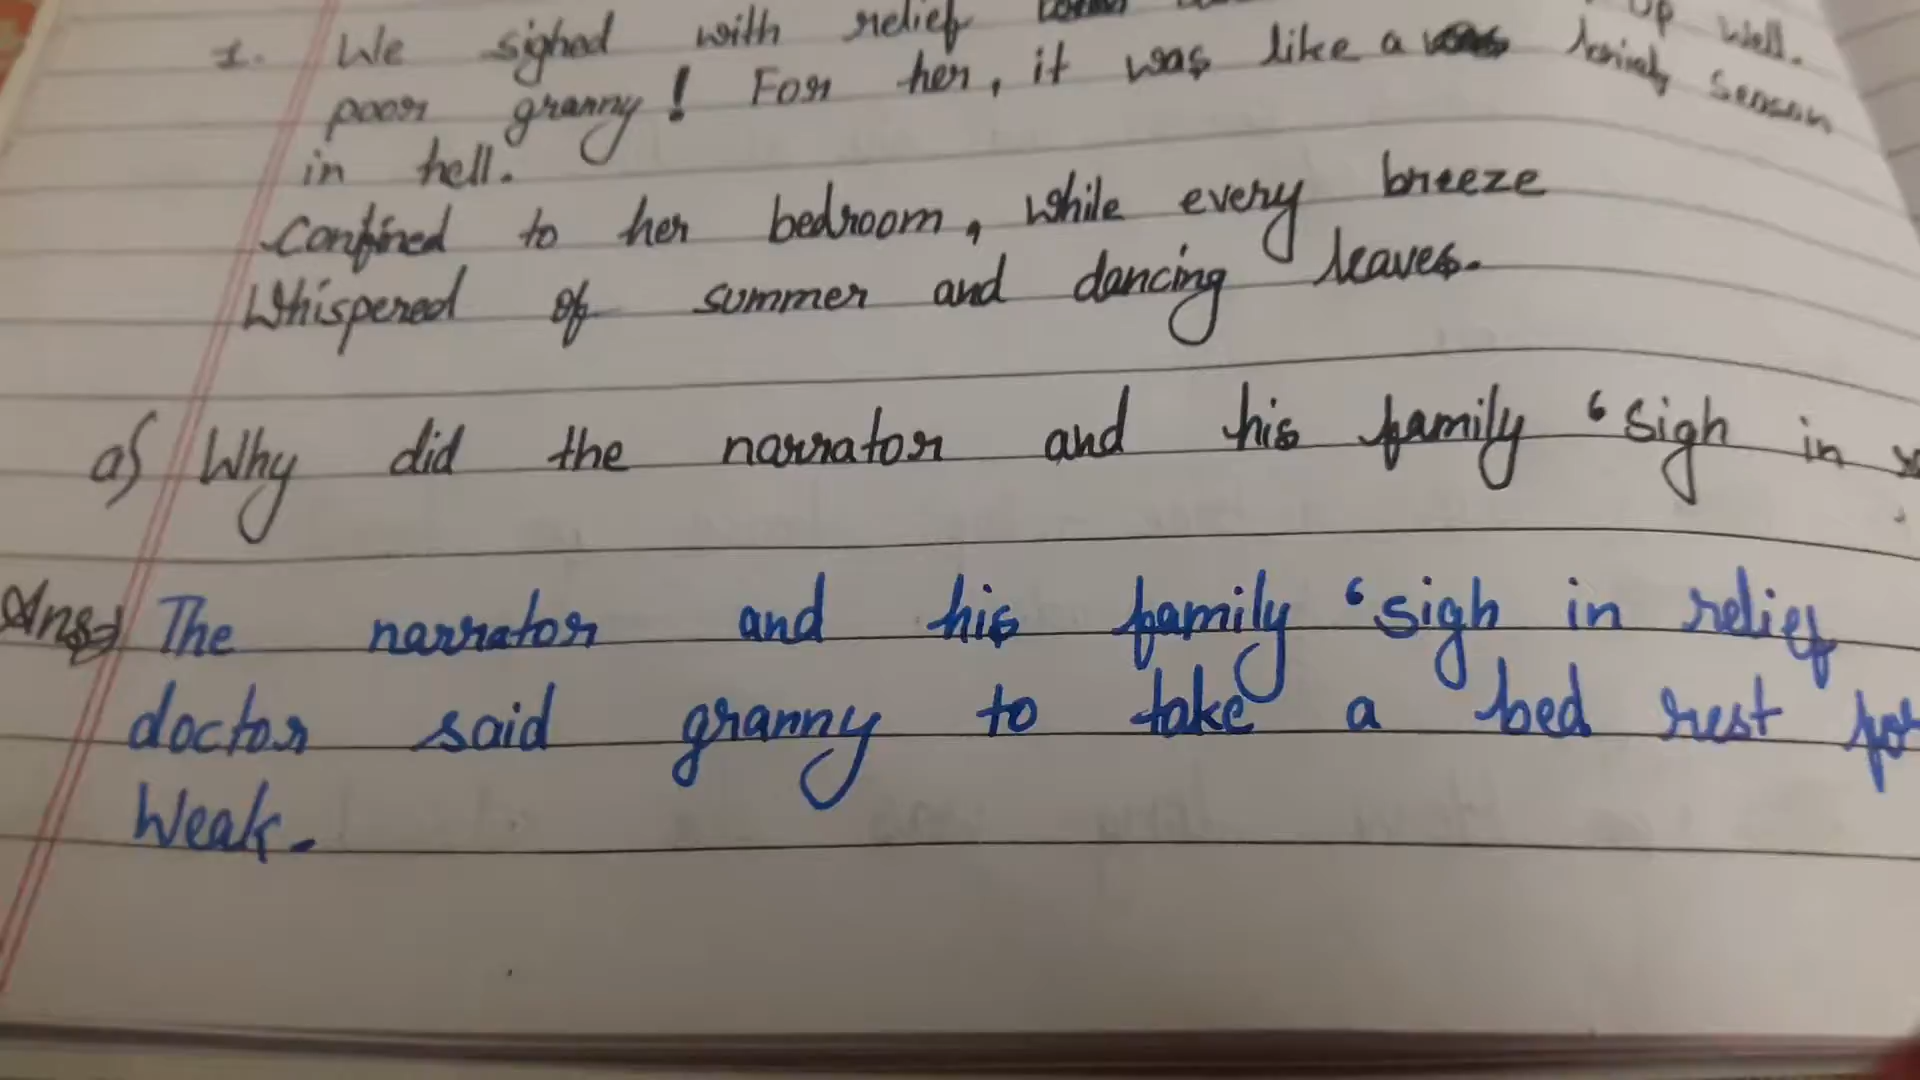 1. We sighed with relief up well.
poor granny! For her, it was like a brief season
in hell.
Confined to her bedroom, while every breeze
Whispered of summer and dancing leaves.
a) Why did the narrator and his family ‘sigh in
Ans) The narrator and his family ‘sigh in relief
doctor said granny to take a bed rest for
Weak.